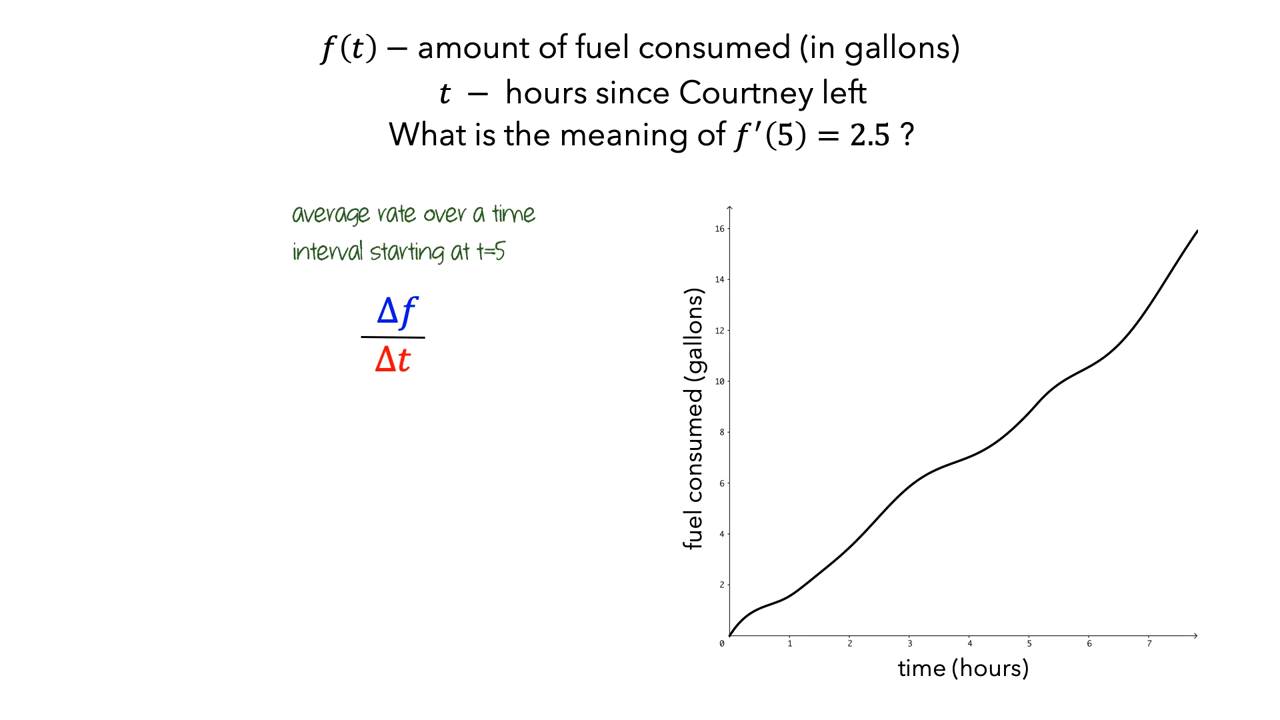 f(t) – amount of fuel consumed (in gallons)
t – hours since Courtney left
What is the meaning of f′(5) = 2.5 ?
average rate over a time
interval starting at t=5
Δf
Δt
fuel consumed (gallons)
16
14
12
10
8
6
4
2
0 1 2 3 4 5 6 7
time (hours)